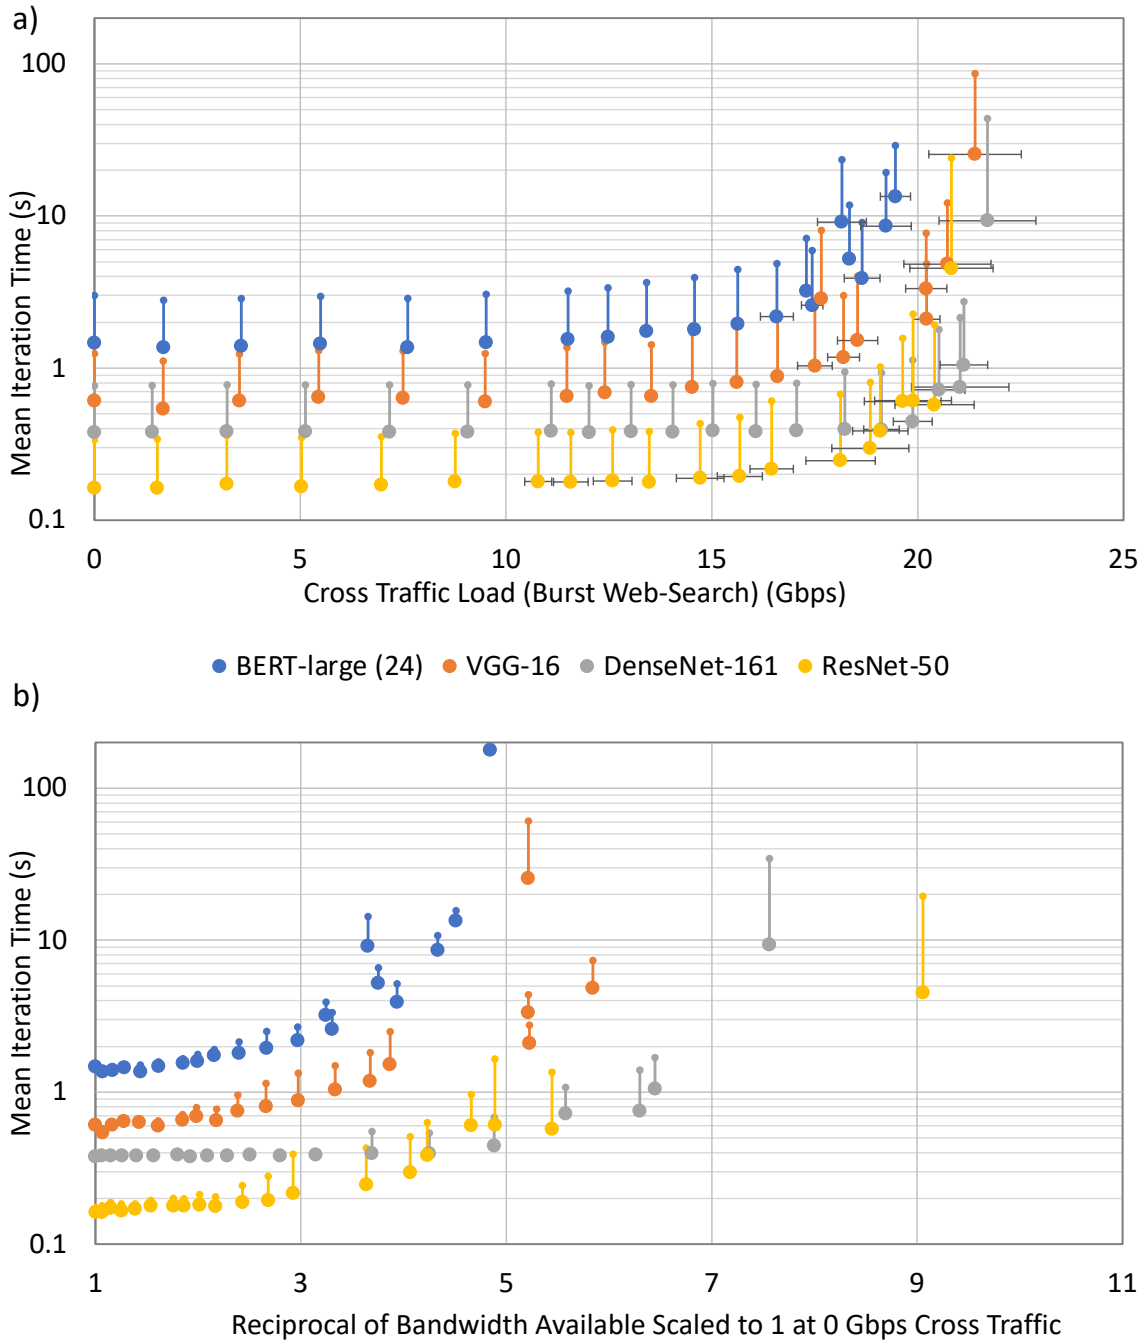 a)
100
10
1
0.1
Mean Iteration Time (s)
0 5 10 15 20 25
Cross Traffic Load (Burst Web-Search) (Gbps)
BERT-large (24) VGG-16 DenseNet-161 ResNet-50
b)
100
10
1
0.1
Mean Iteration Time (s)
1 3 5 7 9 11
Reciprocal of Bandwidth Available Scaled to 1 at 0 Gbps Cross Traffic